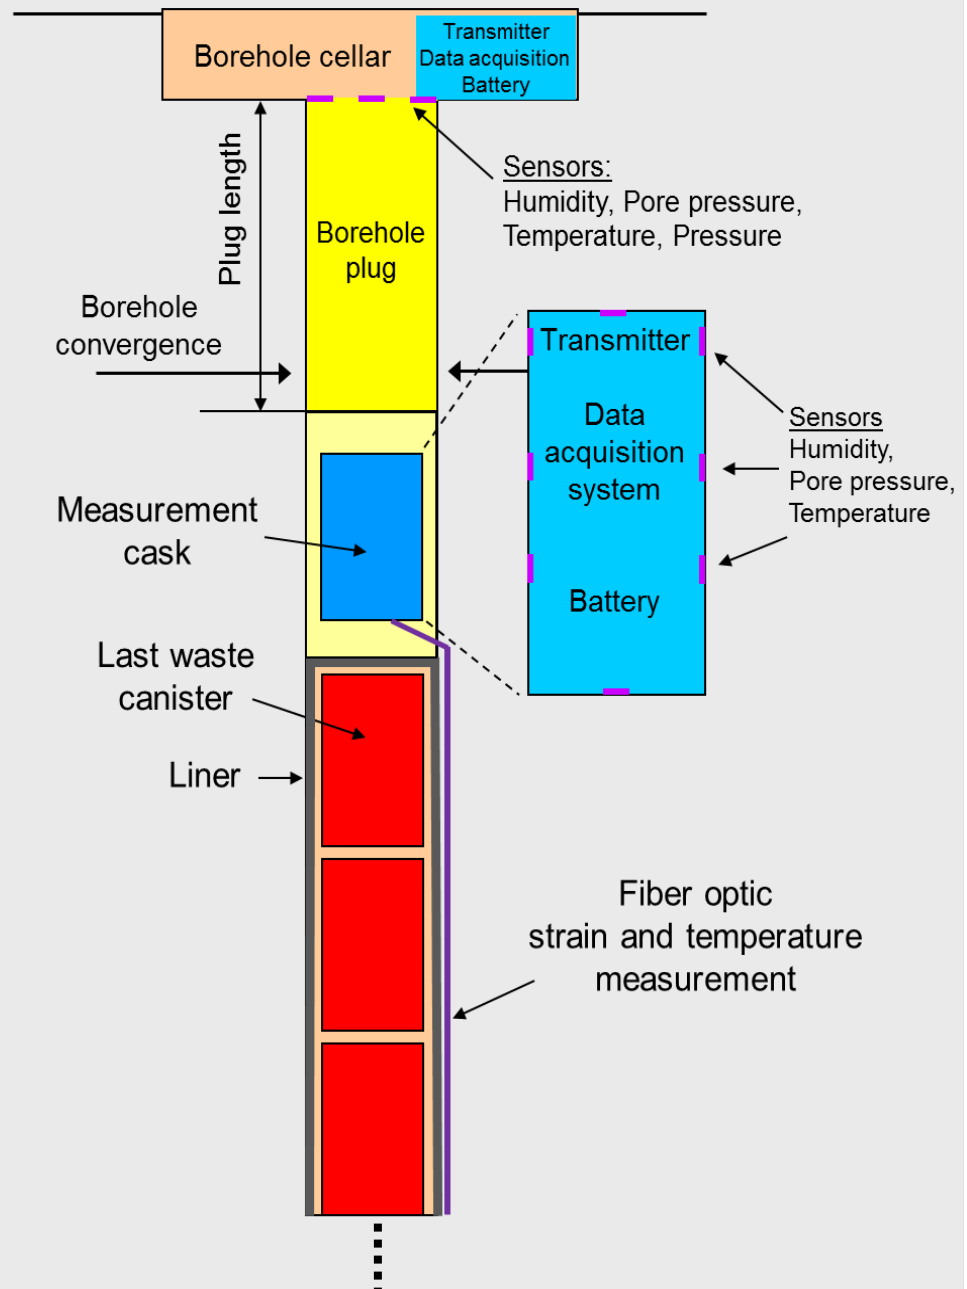 Borehole cellar
Transmitter
Data acquisition
Battery
Plug length
Sensors:
Humidity, Pore pressure,
Temperature, Pressure
Borehole
plug
Borehole
convergence
Transmitter
Data
acquisition
system
Battery
Sensors
Humidity,
Pore pressure,
Temperature
Measurement
cask
Last waste
canister
Liner
Fiber optic
strain and temperature
measurement